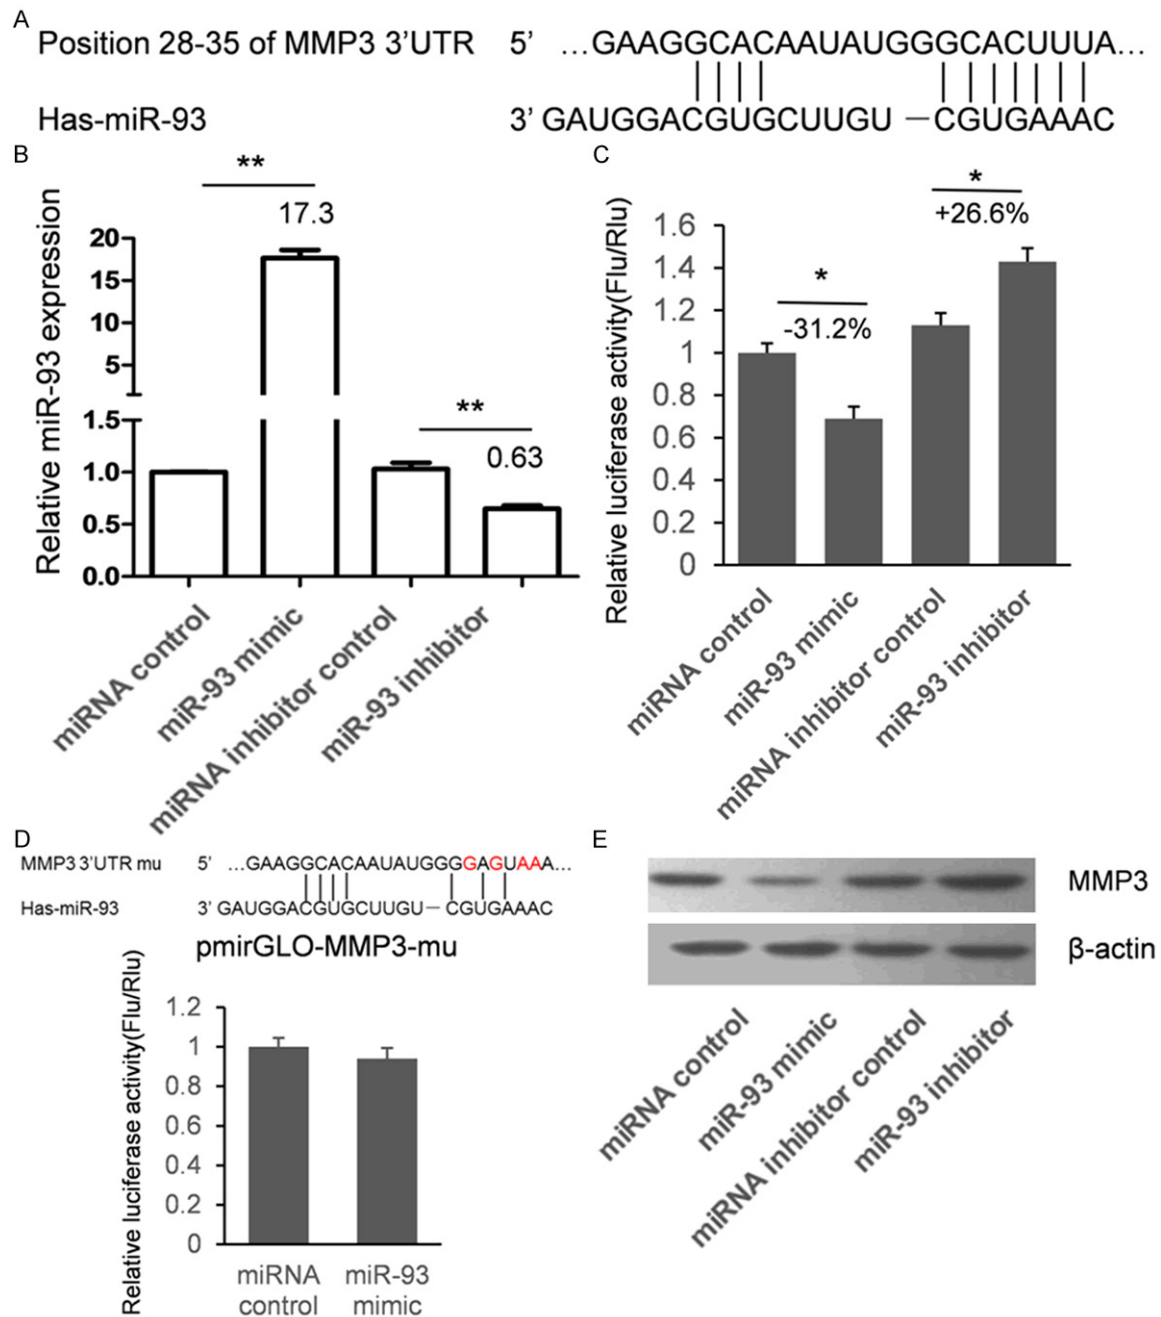 A
Position 28-35 of MMP3 3'UTR 5' ...GAAGGCACAAUAUGGGCACUUUA...
Has-miR-93 3' GAUGGACGUGCUUGU —CGUGAAAC
B
**
17.3
**
0.63
Relative miR-93 expression
20
15
10
5
1.5
1.0
0.5
0.0
miRNA control
miR-93 mimic
miRNA inhibitor control
miR-93 inhibitor
C
*
-31.2%
*
+26.6%
Relative luciferase activity(Flu/Rlu)
1.6
1.4
1.2
1
0.8
0.6
0.4
0.2
0
miRNA control
miR-93 mimic
miRNA inhibitor control
miR-93 inhibitor
D
MMP3 3'UTR mu 5' ...GAAGGCACAAUAUGGGGAGUAAA...
Has-miR-93 3' GAUGGACGUGCUUGU— CGUGAAAC
pmirGLO-MMP3-mu
Relative luciferase activity(Flu/Rlu)
1.2
1
0.8
0.6
0.4
0.2
0
miRNA control
miR-93 mimic
E
MMP3
β-actin
miRNA control
miR-93 mimic
miRNA inhibitor control
miR-93 inhibitor